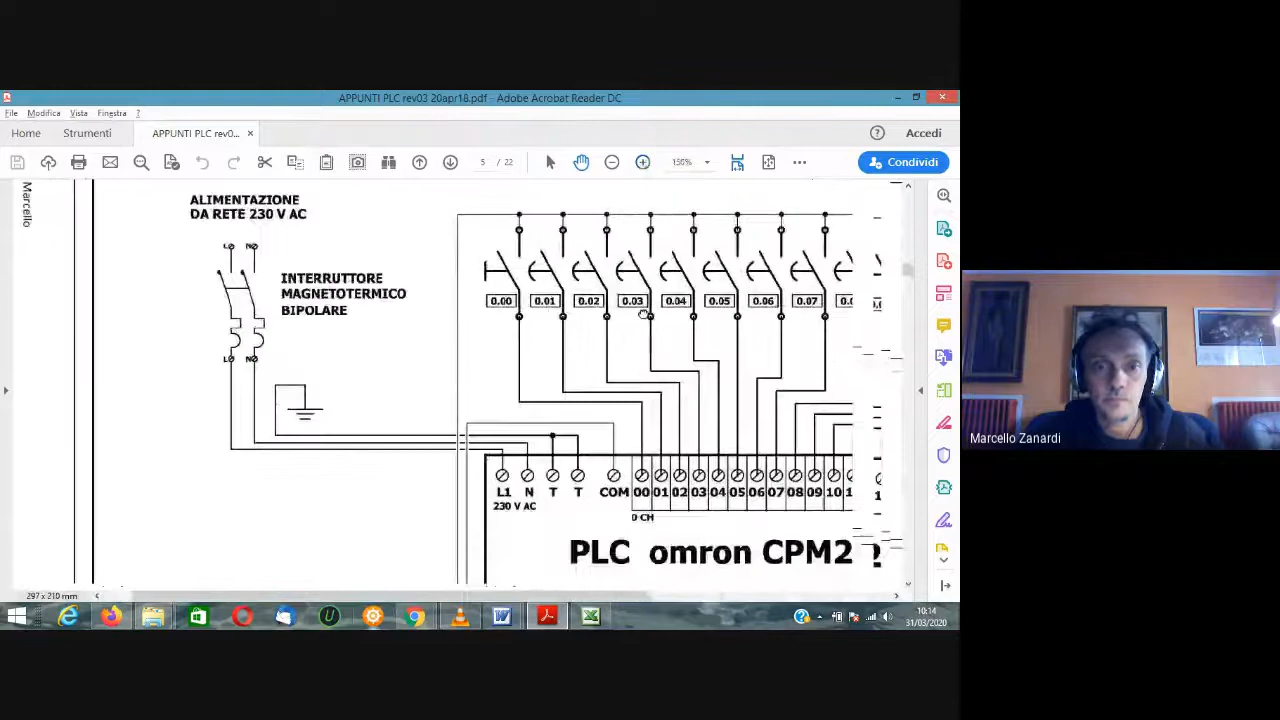 APPUNTI PLC rev03 20apr18.pdf - Adobe Acrobat Reader DC
File Modifica Vista Finestra ?
Home Strumenti APPUNTI PLC rev0... × ? Accedi
5 / 22 150% Condividi
Marcello
ALIMENTAZIONE
DA RETE 230 V AC
L N
INTERRUTTORE
MAGNETOTERMICO
BIPOLARE
L N
0.00 0.01 0.02 0.03 0.04 0.05 0.06 0.07
L1 N T T COM 00 01 02 03 04 05 06 07 08 09 10
230 V AC
0 CH
PLC omron CPM2
297 x 210 mm
10:14
31/03/2020
Marcello Zanardi